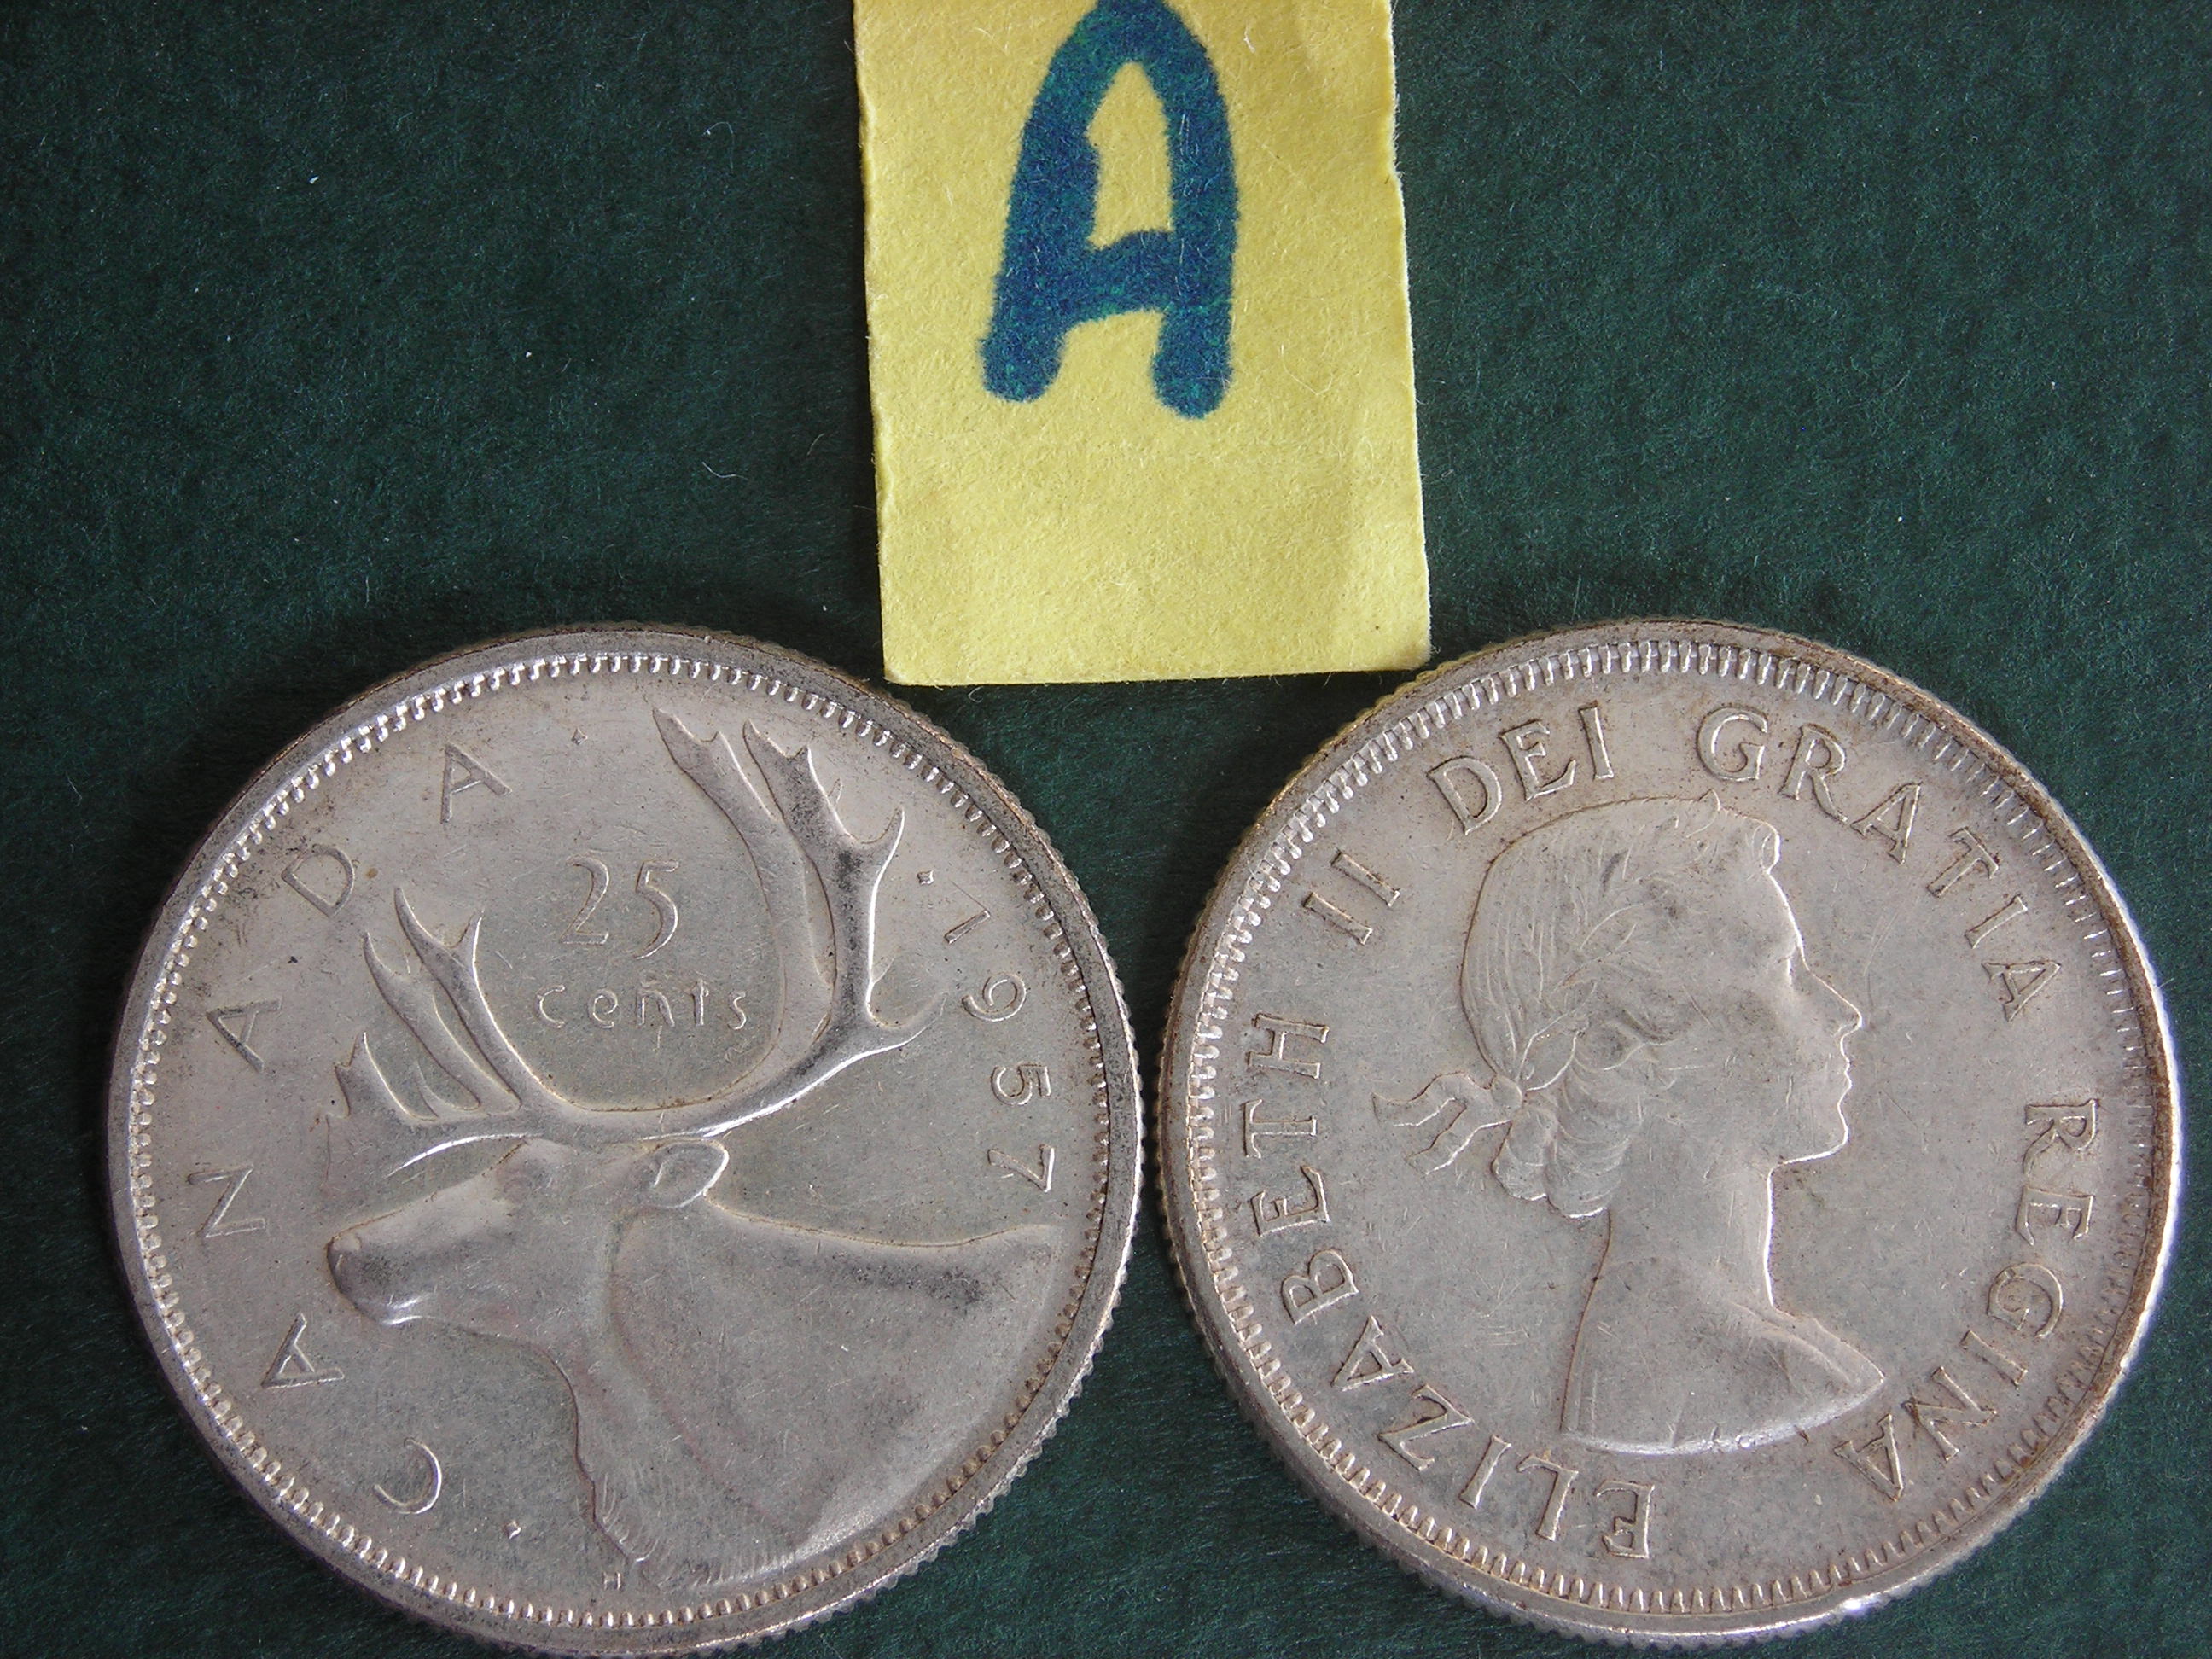 A
CANADA
25
cents
1957
ELIZABETH II DEI GRATIA REGINA